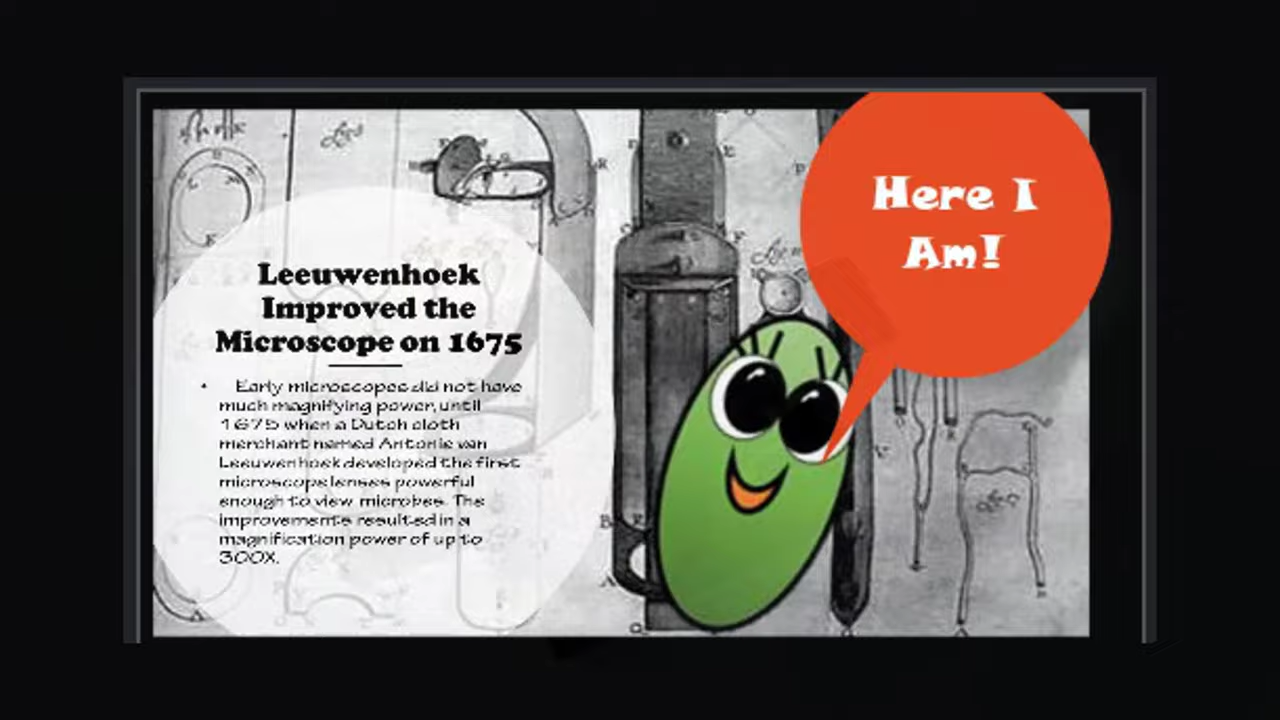 Here I
Am!
Leeuwenhoek
Improved the
Microscope on 1675
• Early microscopes did not have
much magnifying power, until
1675 when a Dutch cloth
merchant named Antonie van
Leeuwenhoek developed the first
microscope lenses powerful
enough to view microbes. The
improvements resulted in a
magnification power of up to
300X.